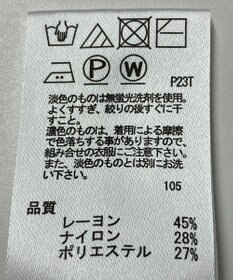 P W
P23T
淡色のものは無蛍光洗剤を使用。
よくすすぎ、絞りの後すぐに干す
こと。
濃色のものは、着用による摩擦
で色落ちする事がありますので、
組み合せの衣服にご注意下さい。
また、淡色のものとは別にお洗
い下さい。
105
品質
レーヨン 45%
ナイロン 28%
ポリエステル 27%